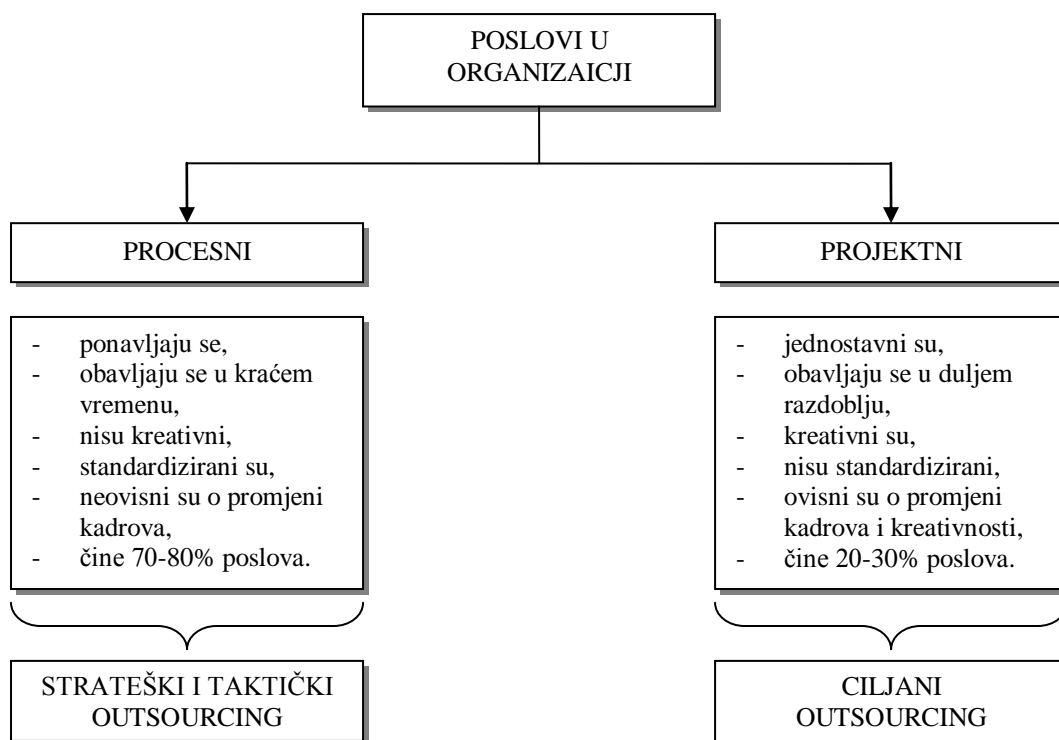 POSLOVI U
ORGANIZAICJI
PROCESNI
- ponavljaju se,
- obavljaju se u kraćem
vremenu,
- nisu kreativni,
- standardizirani su,
- neovisni su o promjeni
kadrova,
- čine 70-80% poslova.
STRATEŠKI I TAKTIČKI
OUTSOURCING
PROJEKTNI
- jednostavni su,
- obavljaju se u duljem
razdoblju,
- kreativni su,
- nisu standardizirani,
- ovisni su o promjeni
kadrova i kreativnosti,
- čine 20-30% poslova.
CILJANI
OUTSOURCING